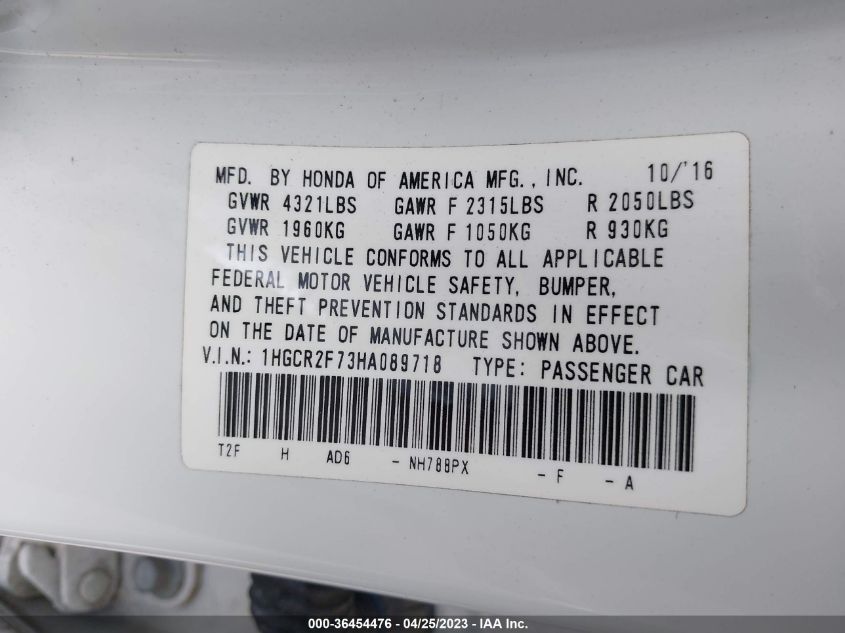 MFD. BY HONDA OF AMERICA MFG., INC. 10/'16
GVWR 4321LBS GAWR F 2315LBS R 2050LBS
GVWR 1960KG GAWR F 1050KG R 930KG
THIS VEHICLE CONFORMS TO ALL APPLICABLE
FEDERAL MOTOR VEHICLE SAFETY, BUMPER,
AND THEFT PREVENTION STANDARDS IN EFFECT
ON THE DATE OF MANUFACTURE SHOWN ABOVE.
V.I.N.: 1HGCR2F73HA089718 TYPE: PASSENGER CAR
T2F H AD6 - NH788PX - F - A
000-36454476 - 04/25/2023 - IAA Inc.